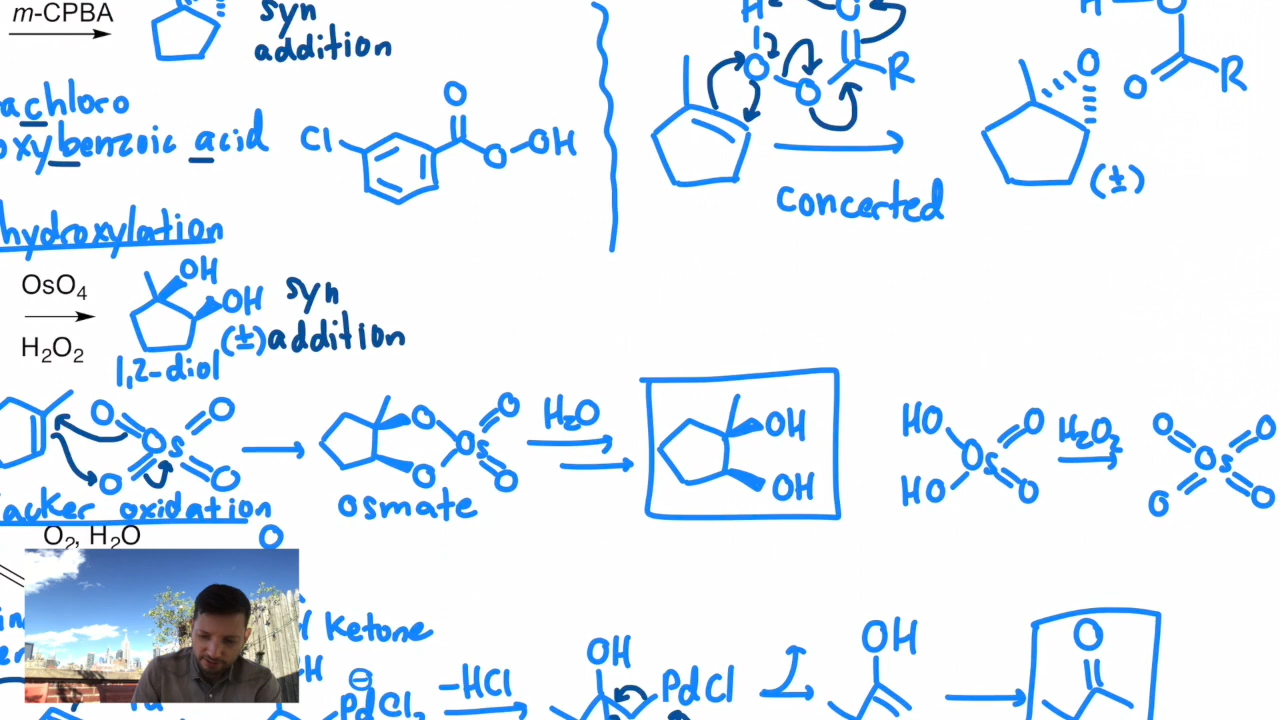 m-CPBA
syn
addition
achloro
oxybenzoic acid
Cl
O
O-OH
H
O
O
O
R
concerted
H
O
O
O
R
(±)
hydroxylation
OsO4
H2O2
OH
OH
(±)
1,2-diol
syn
addition
O
O
Os
O
O
O
O
Os
O
O
osmate
H2O
OH
OH
HO
HO
Os
O
O
H2O2
O
O
Os
O
O
acker oxidation
O2, H2O
O
Ketone
H
⊖
PdCl2
-HCl
OH
PdCl
OH
O